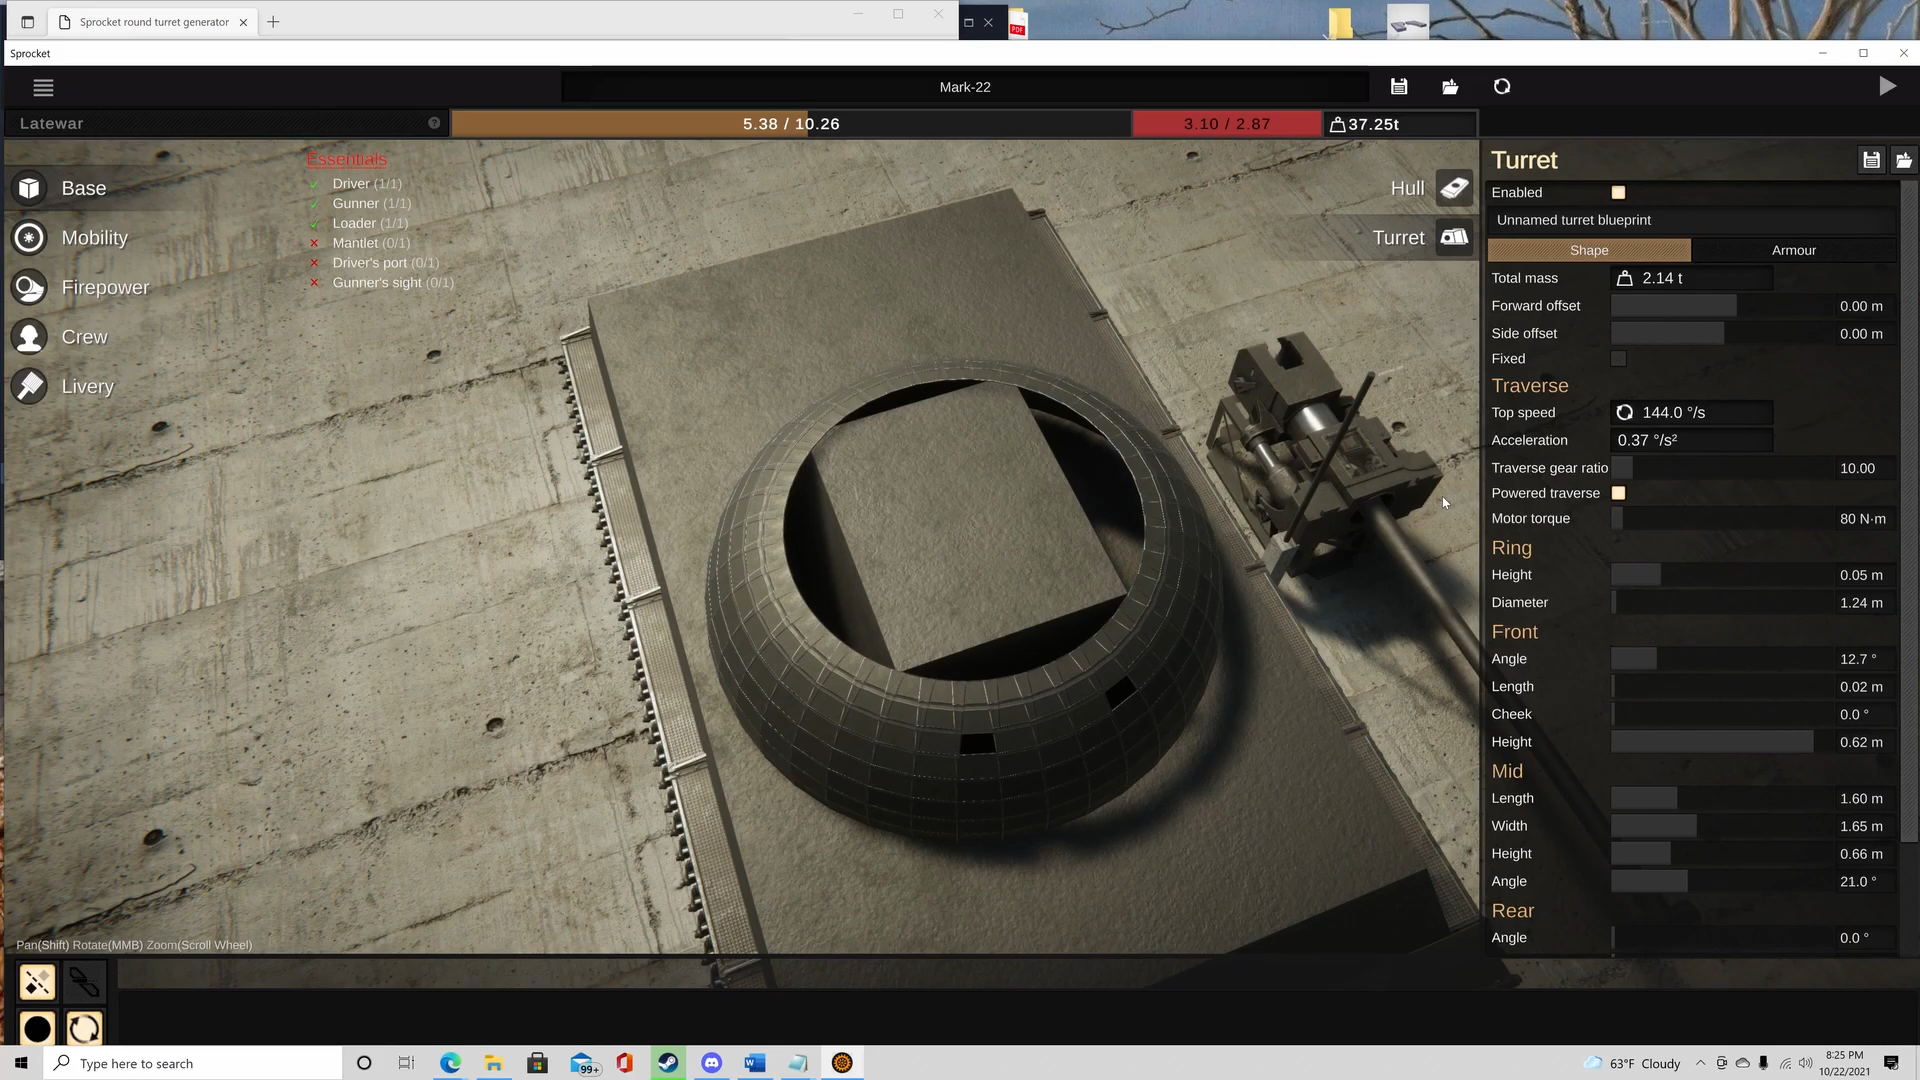 Sprocket round turret generator
PDF
Sprocket
Mark-22
Latewar
?
5.38 / 10.26
3.10 / 2.87
37.25t
Base
Mobility
Firepower
Crew
Livery
Essentials
Driver (1/1)
Gunner (1/1)
Loader (1/1)
Mantlet (0/1)
Driver's port (0/1)
Gunner's sight (0/1)
Hull
Turret
Turret
Enabled
Unnamed turret blueprint
Shape Armour
Total mass 2.14 t
Forward offset 0.00 m
Side offset 0.00 m
Fixed
Traverse
Top speed 144.0 °/s
Acceleration 0.37 °/s²
Traverse gear ratio 10.00
Powered traverse
Motor torque 80 N·m
Ring
Height 0.05 m
Diameter 1.24 m
Front
Angle 12.7 °
Length 0.02 m
Cheek 0.0 °
Height 0.62 m
Mid
Length 1.60 m
Width 1.65 m
Height 0.66 m
Angle 21.0 °
Rear
Angle 0.0 °
Pan(Shift) Rotate(MMB) Zoom(Scroll Wheel)
Type here to search
99+
63°F Cloudy
8:25 PM
10/22/2021